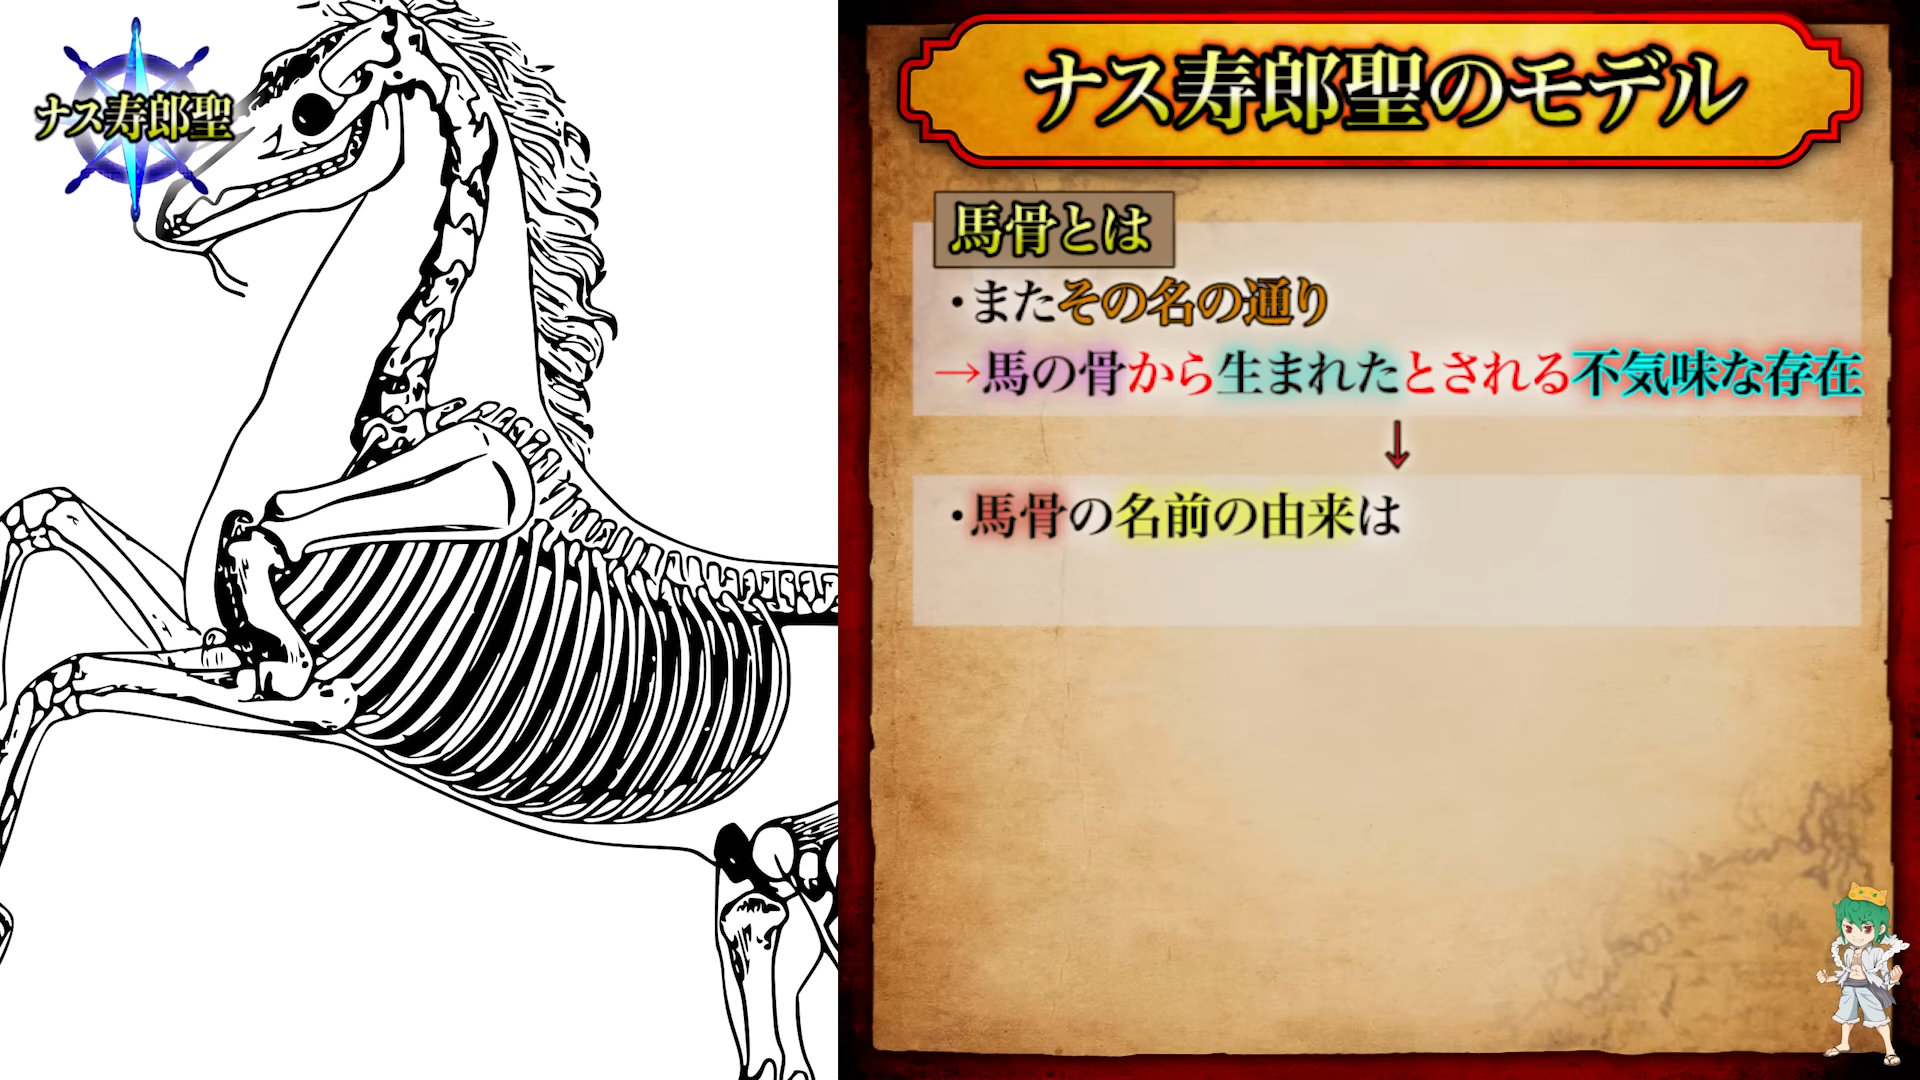 ナス寿郎聖
ナス寿郎聖のモデル
馬骨とは
・またその名の通り
→馬の骨から生まれたとされる不気味な存在
↓
・馬骨の名前の由来は